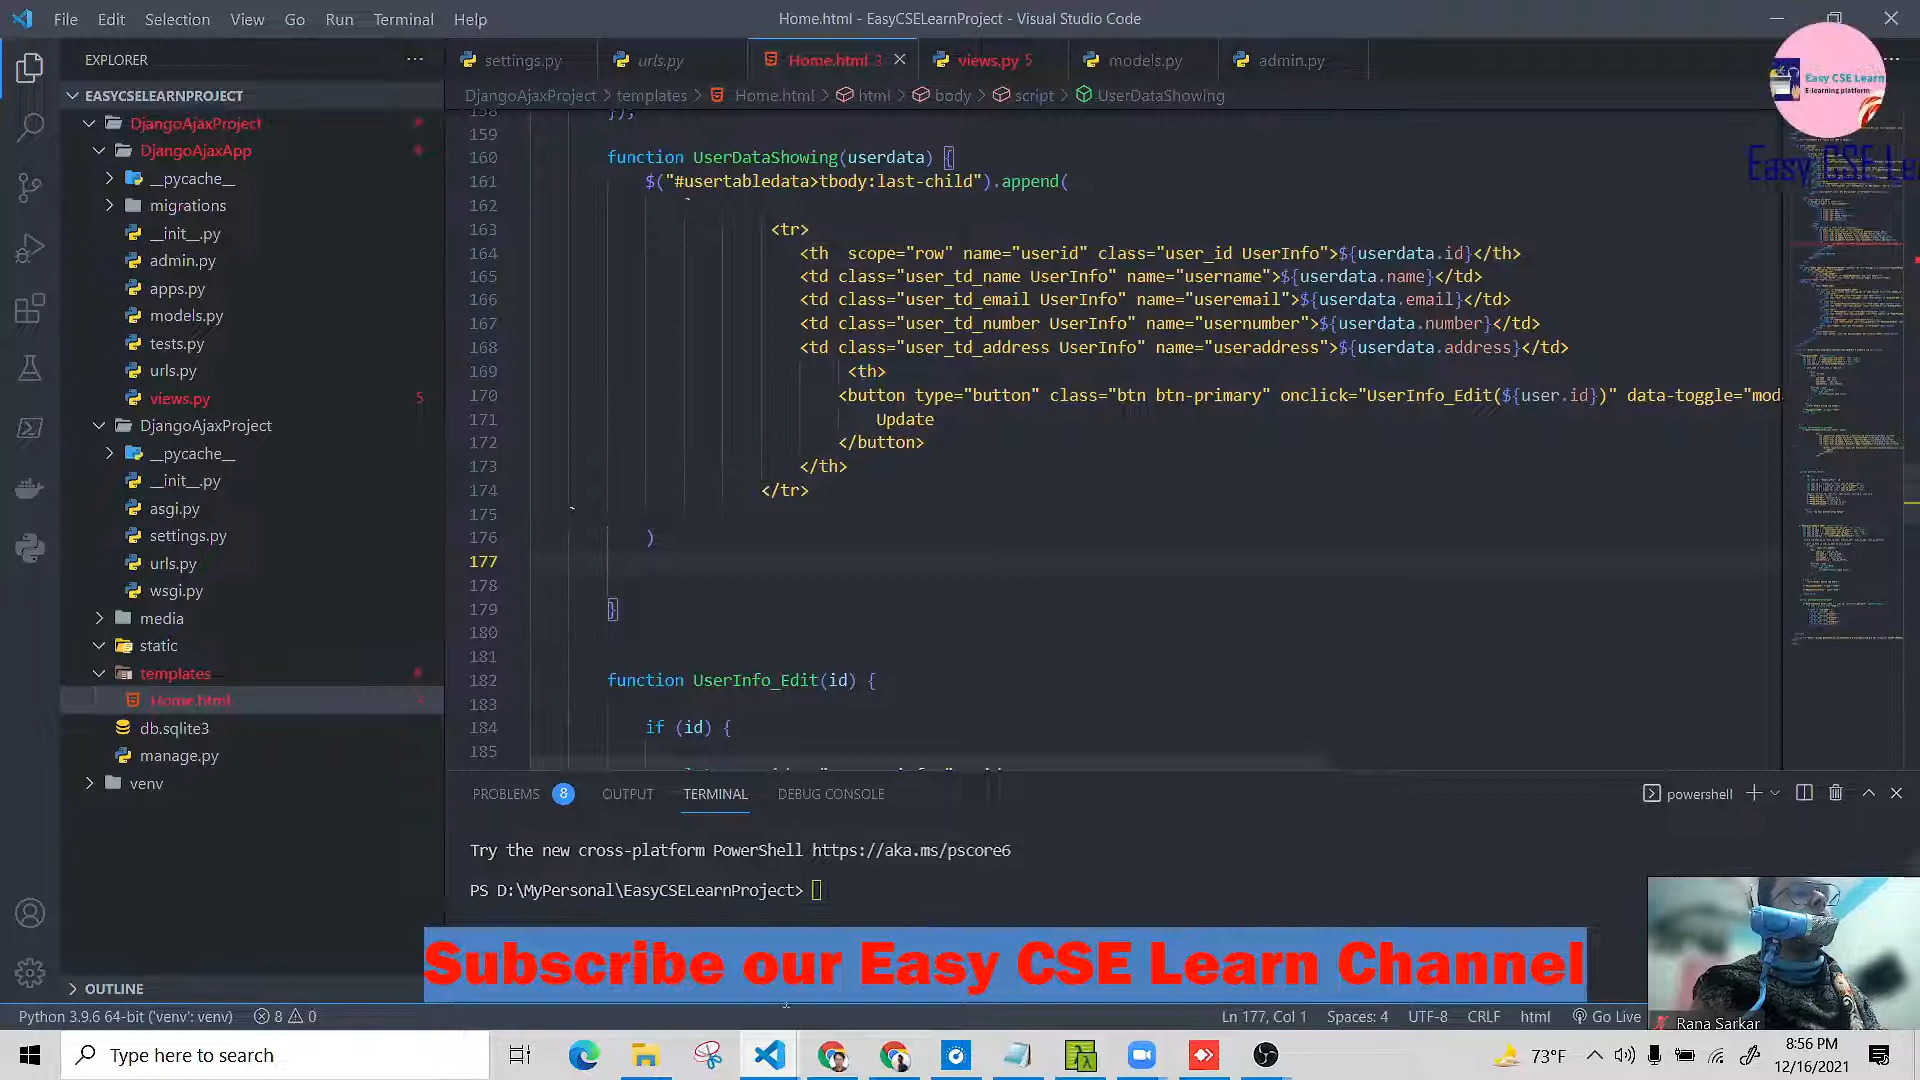 File Edit Selection View Go Run Terminal Help
Home.html - EasyCSELearnProject - Visual Studio Code
EXPLORER
settings.py
urls.py
Home.html 3
views.py 5
models.py
admin.py
Easy CSE Learn
E-learning platform
EASYCSELEARNPROJECT
DjangoAjaxProject > templates > Home.html > html > body > script > UserDataShowing
DjangoAjaxProject
DjangoAjaxApp
__pycache__
migrations
__init__.py
admin.py
apps.py
models.py
tests.py
urls.py
views.py 5
DjangoAjaxProject
__pycache__
__init__.py
asgi.py
settings.py
urls.py
wsgi.py
media
static
templates
Home.html 3
db.sqlite3
manage.py
venv
OUTLINE
158 });
159
160 function UserDataShowing(userdata) {
161 $("#usertabledata>tbody:last-child").append(
162 `
163 <tr>
164 <th  scope="row" name="userid" class="user_id UserInfo">${userdata.id}</th>
165 <td class="user_td_name UserInfo" name="username">${userdata.name}</td>
166 <td class="user_td_email UserInfo" name="useremail">${userdata.email}</td>
167 <td class="user_td_number UserInfo" name="usernumber">${userdata.number}</td>
168 <td class="user_td_address UserInfo" name="useraddress">${userdata.address}</td>
169 <th>
170 <button type="button" class="btn btn-primary" onclick="UserInfo_Edit(${user.id})" data-toggle="mod
171 Update
172 </button>
173 </th>
174 </tr>
175 `
176 )
177
178
179 }
180
181
182 function UserInfo_Edit(id) {
183
184 if (id) {
185
Easy CSE Le
PROBLEMS 8 OUTPUT TERMINAL DEBUG CONSOLE
powershell
Try the new cross-platform PowerShell https://aka.ms/pscore6
PS D:\MyPersonal\EasyCSELearnProject>
Subscribe our Easy CSE Learn Channel
Rana Sarkar
Python 3.9.6 64-bit ('venv': venv) 8 0
Ln 177, Col 1 Spaces: 4 UTF-8 CRLF html Go Live
Type here to search
73°F
8:56 PM
12/16/2021